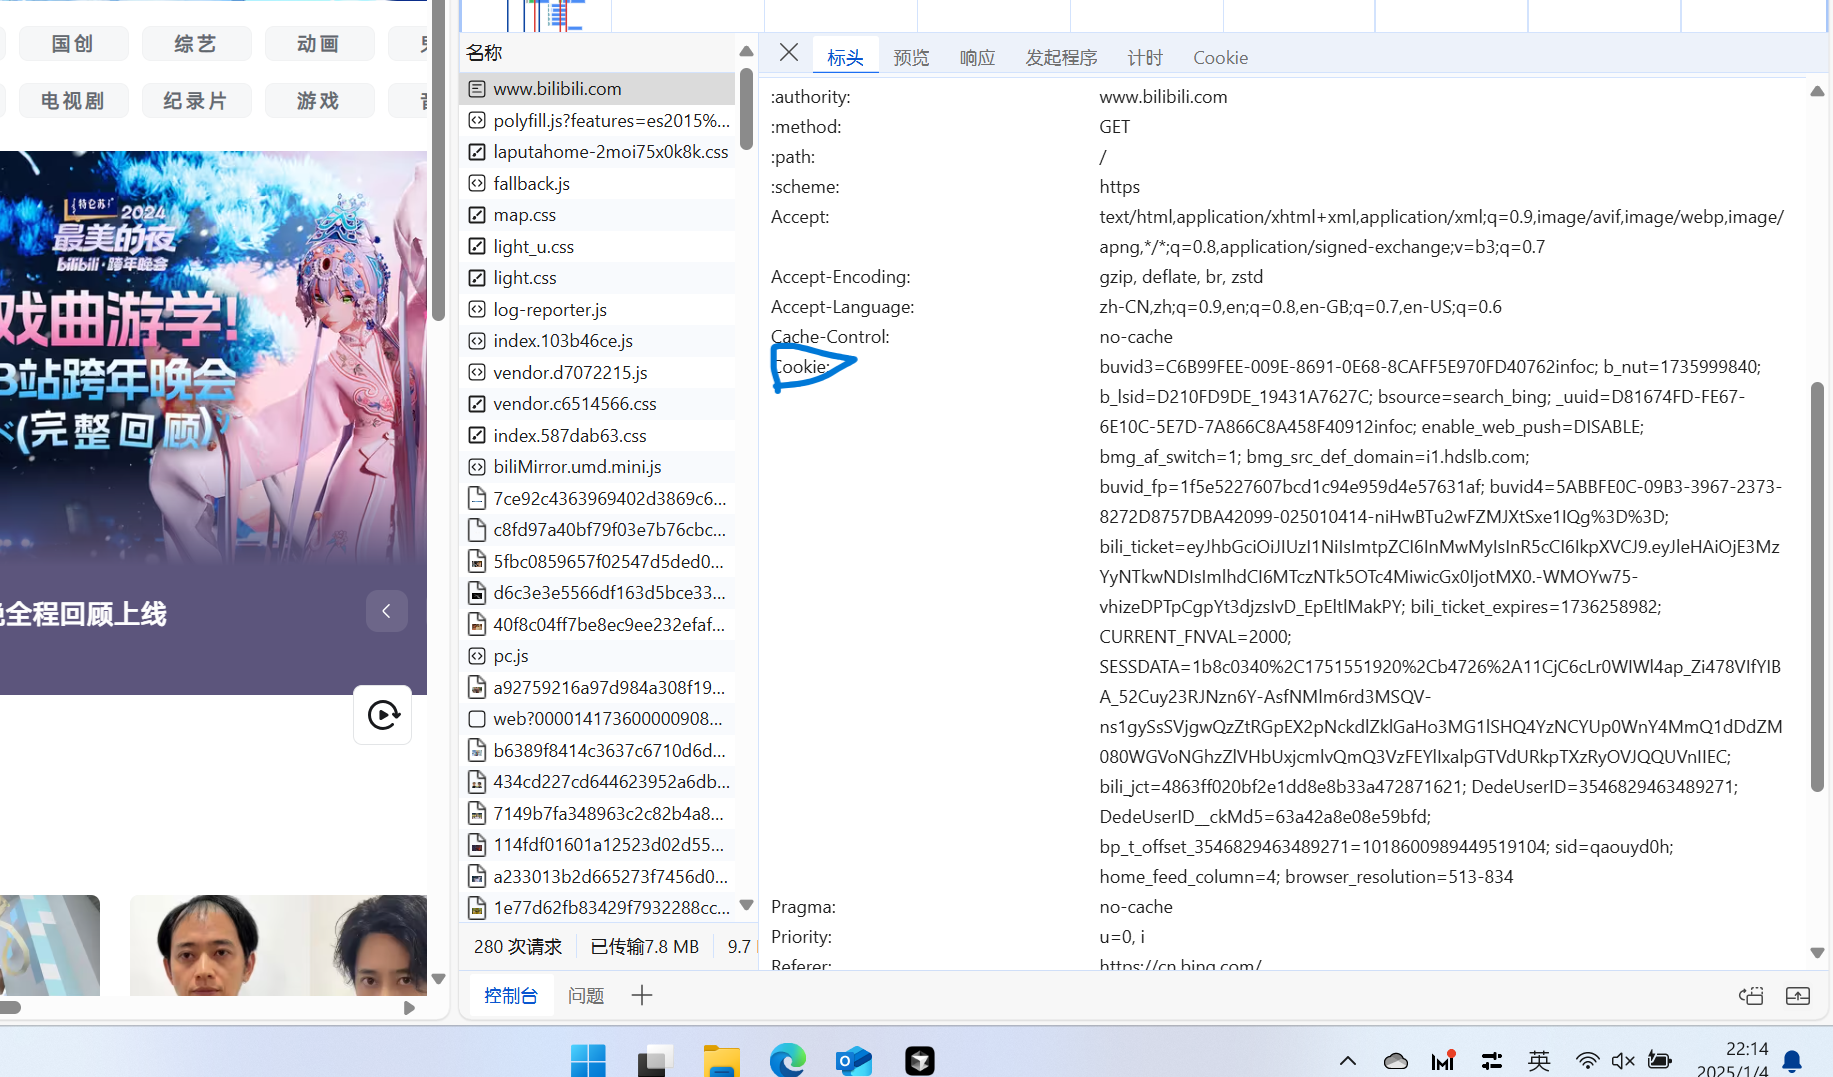 国创
综艺
动画
电视剧
纪录片
游戏
特仑苏
2024
最美的夜
bilibili·跨年晚会
戏曲游学!
B站跨年晚会
(完整回顾)
全程回顾上线
名称
www.bilibili.com
polyfill.js?features=es2015%...
laputahome-2moi75x0k8k.css
fallback.js
map.css
light_u.css
light.css
log-reporter.js
index.103b46ce.js
vendor.d7072215.js
vendor.c6514566.css
index.587dab63.css
biliMirror.umd.mini.js
7ce92c4363969402d3869c6...
c8fd97a40bf79f03e7b76cbc...
5fbc0859657f02547d5ded0...
d6c3e3e5566df163d5bce33...
40f8c04ff7be8ec9ee232efaf...
pc.js
a92759216a97d984a308f19...
web?000014173600000908...
b6389f8414c3637c6710d6d...
434cd227cd644623952a6db...
7149b7fa348963c2c82b4a8...
114fdf01601a12523d02d55...
a233013b2d665273f7456d0...
1e77d62fb83429f7932288cc...
280 次请求
已传输7.8 MB
9.7
标头
预览
响应
发起程序
计时
Cookie
:authority: www.bilibili.com
:method: GET
:path: /
:scheme: https
Accept: text/html,application/xhtml+xml,application/xml;q=0.9,image/avif,image/webp,image/
apng,*/*;q=0.8,application/signed-exchange;v=b3;q=0.7
Accept-Encoding: gzip, deflate, br, zstd
Accept-Language: zh-CN,zh;q=0.9,en;q=0.8,en-GB;q=0.7,en-US;q=0.6
Cache-Control: no-cache
Cookie: buvid3=C6B99FEE-009E-8691-0E68-8CAFF5E970FD40762infoc; b_nut=1735999840;
b_lsid=D210FD9DE_19431A7627C; bsource=search_bing; _uuid=D81674FD-FE67-
6E10C-5E7D-7A866C8A458F40912infoc; enable_web_push=DISABLE;
bmg_af_switch=1; bmg_src_def_domain=i1.hdslb.com;
buvid_fp=1f5e5227607bcd1c94e959d4e57631af; buvid4=5ABBFE0C-09B3-3967-2373-
8272D8757DBA42099-025010414-niHwBTu2wFZMJXtSxe1IQg%3D%3D;
bili_ticket=eyJhbGciOiJIUzI1NiIsImtpZCI6InMwMyIsInR5cCI6IkpXVCJ9.eyJleHAiOjE3Mz
YyNTkwNDIsImlhdCI6MTczNTk5OTc4MiwicGx0IjotMX0.-WMOYw75-
vhizeDPTpCgpYt3djzsIvD_EpEltlMakPY; bili_ticket_expires=1736258982;
CURRENT_FNVAL=2000;
SESSDATA=1b8c0340%2C1751551920%2Cb4726%2A11CjC6cLr0WIWl4ap_Zi478VIfYIB
A_52Cuy23RJNzn6Y-AsfNMlm6rd3MSQV-
ns1gySsSVjgwQzZtRGpEX2pNckdlZklGaHo3MG1lSHQ4YzNCYUp0WnY4MmQ1dDdZM
080WGVoNGhzZlVHbUxjcmlvQmQ3VzFEYlIxalpGTVdURkpTXzRyOVJQQUVnIIEC;
bili_jct=4863ff020bf2e1dd8e8b33a472871621; DedeUserID=3546829463489271;
DedeUserID__ckMd5=63a42a8e08e59bfd;
bp_t_offset_3546829463489271=1018600989449519104; sid=qaouyd0h;
home_feed_column=4; browser_resolution=513-834
Pragma: no-cache
Priority: u=0, i
Referer: https://cn.bing.com/
控制台
问题
英
22:14
2025/1/4